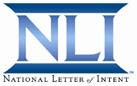 NLI
NATIONAL LETTER of INTENT